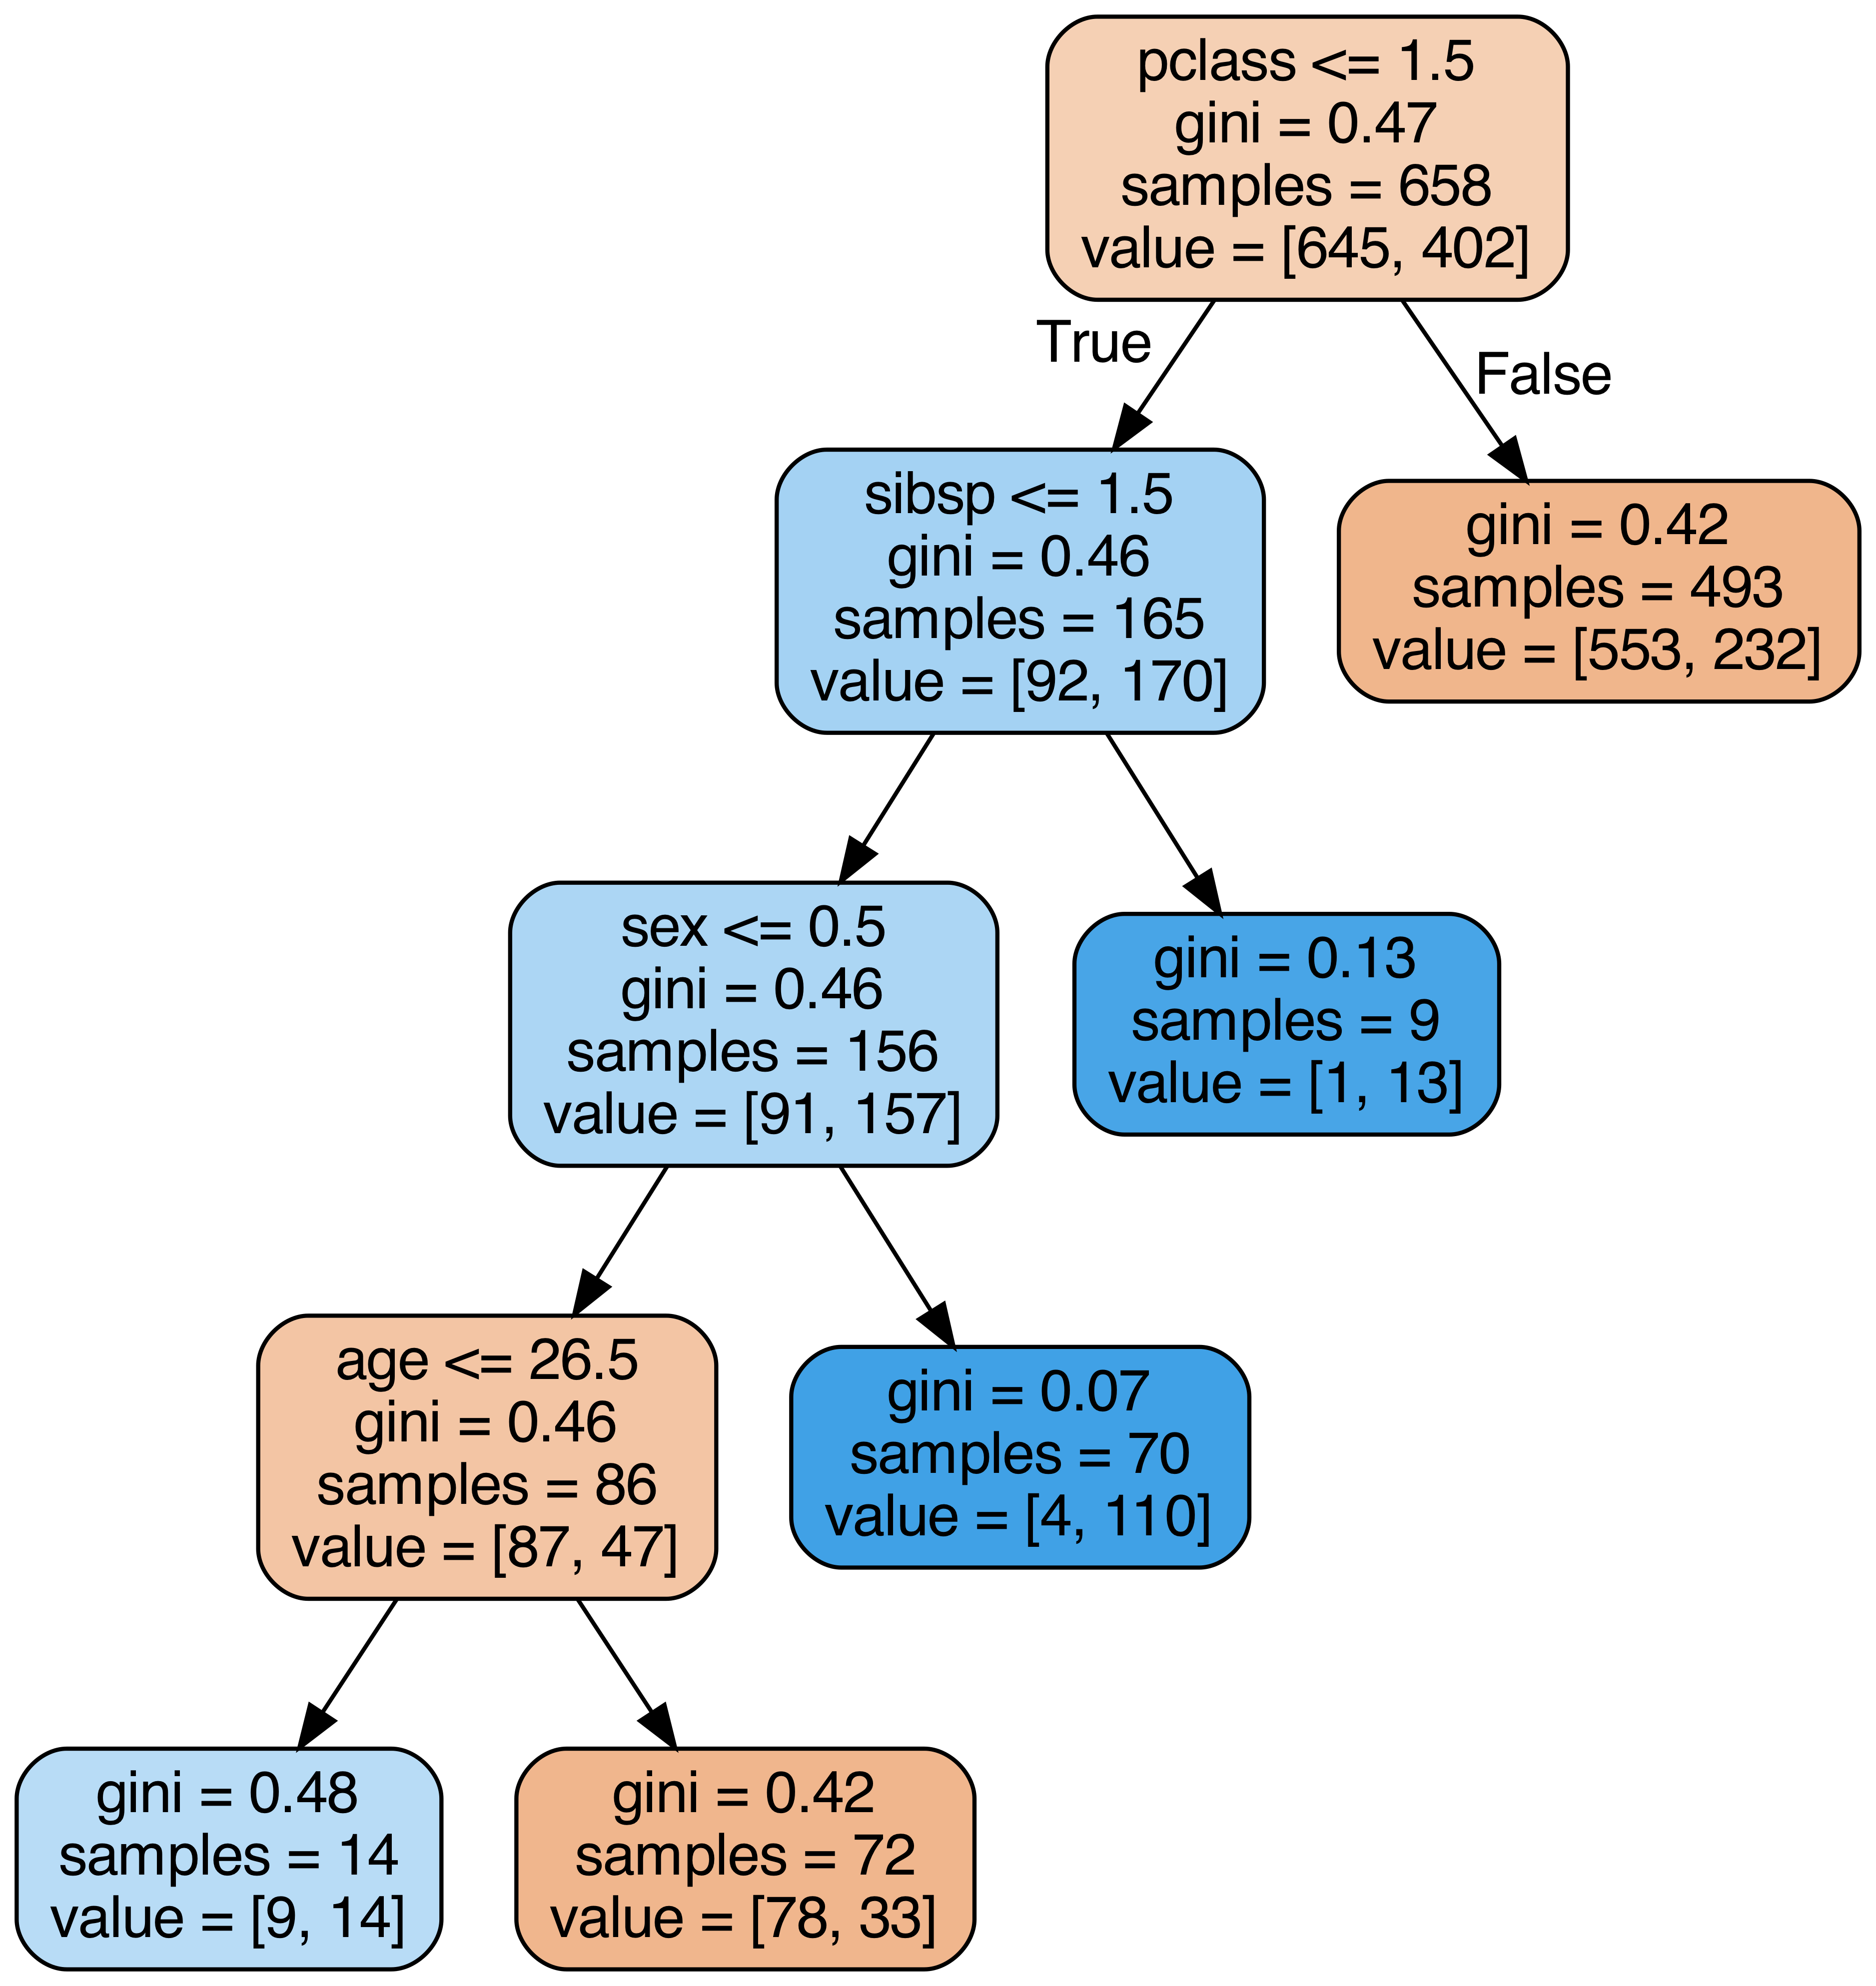 pclass <= 1.5
gini = 0.47
samples = 658
value = [645, 402]
True
False
sibsp <= 1.5
gini = 0.46
samples = 165
value = [92, 170]
gini = 0.42
samples = 493
value = [553, 232]
sex <= 0.5
gini = 0.46
samples = 156
value = [91, 157]
gini = 0.13
samples = 9
value = [1, 13]
age <= 26.5
gini = 0.46
samples = 86
value = [87, 47]
gini = 0.07
samples = 70
value = [4, 110]
gini = 0.48
samples = 14
value = [9, 14]
gini = 0.42
samples = 72
value = [78, 33]